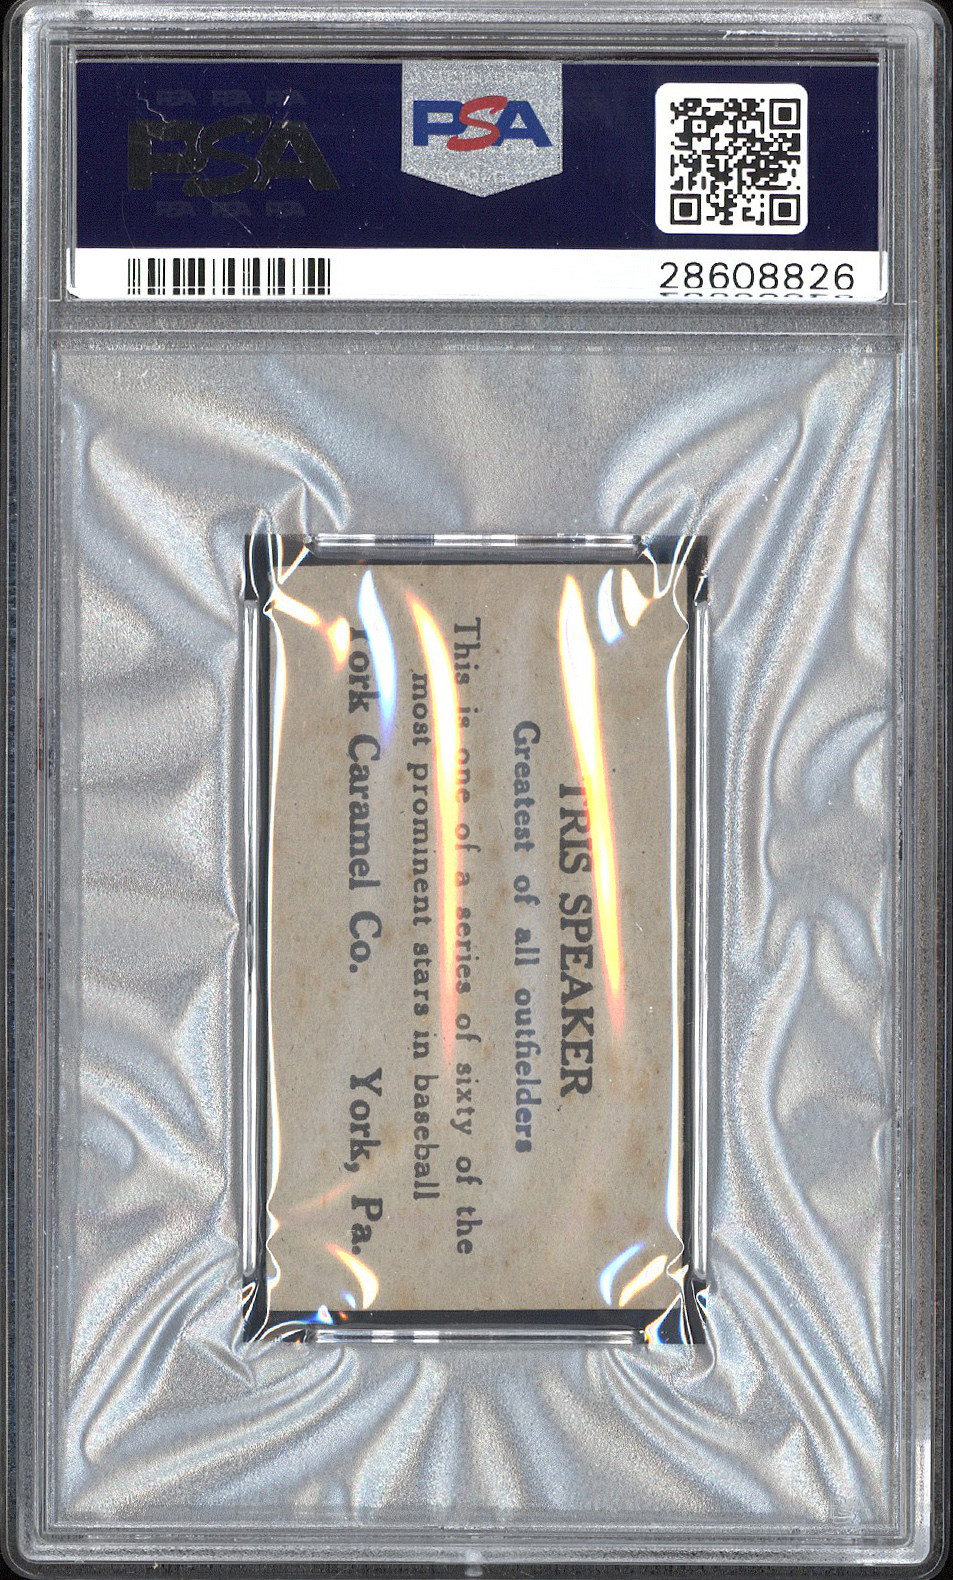 PSA
PSA
28608826
TRIS SPEAKER
Greatest of all outfielders
This is one of a series of sixty of the
most prominent stars in baseball
York Caramel Co. York, Pa.